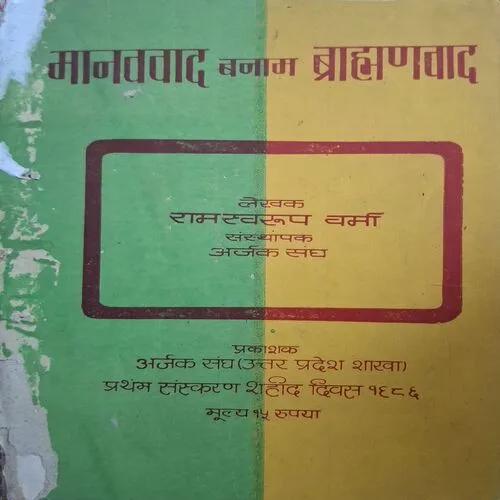 मानववाद बनाम ब्राह्मणवाद
लेखक
रामस्वरूप वर्मा
संस्थापक
अर्जक संघ
प्रकाशक
अर्जक संघ (उत्तर प्रदेश शाखा)
प्रथम संस्करण शहीद दिवस १९८६
मूल्य १५ रुपया